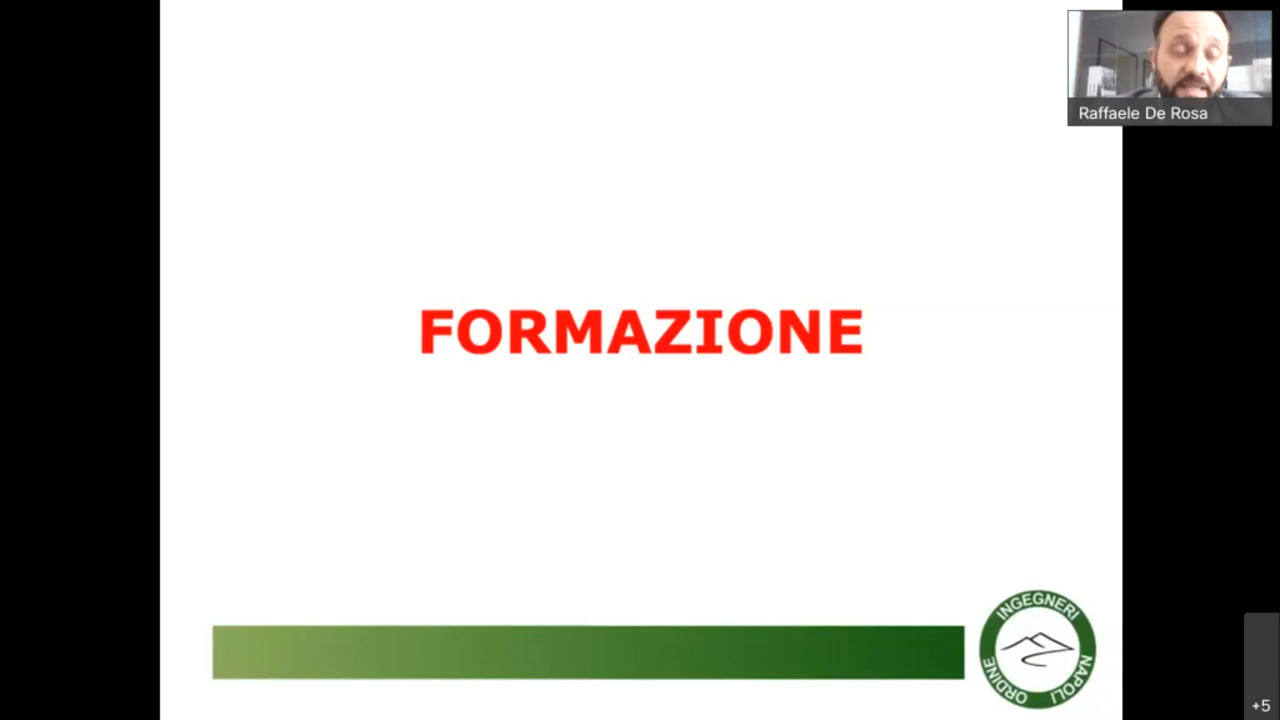 Raffaele De Rosa
FORMAZIONE
INGEGNERI
NAPOLI
ORDINE
+5